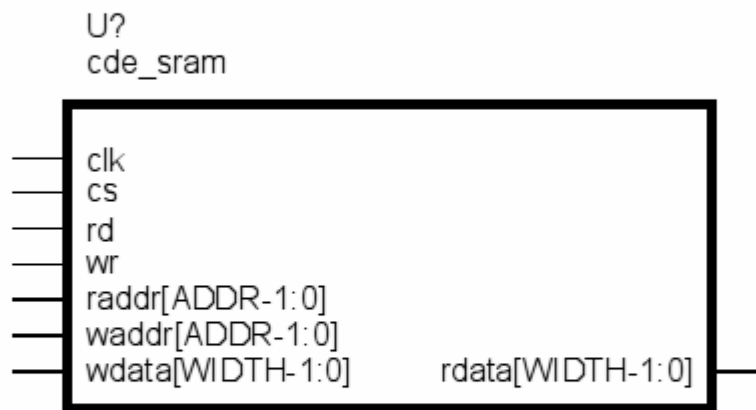 U?
cde_sram
clk
cs
rd
wr
raddr[ADDR-1:0]
waddr[ADDR-1:0]
wdata[WIDTH-1:0] rdata[WIDTH-1:0]